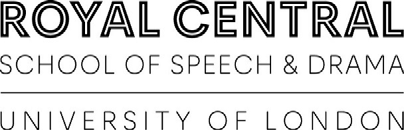 ROYAL CENTRAL
SCHOOL OF SPEECH & DRAMA
UNIVERSITY OF LONDON